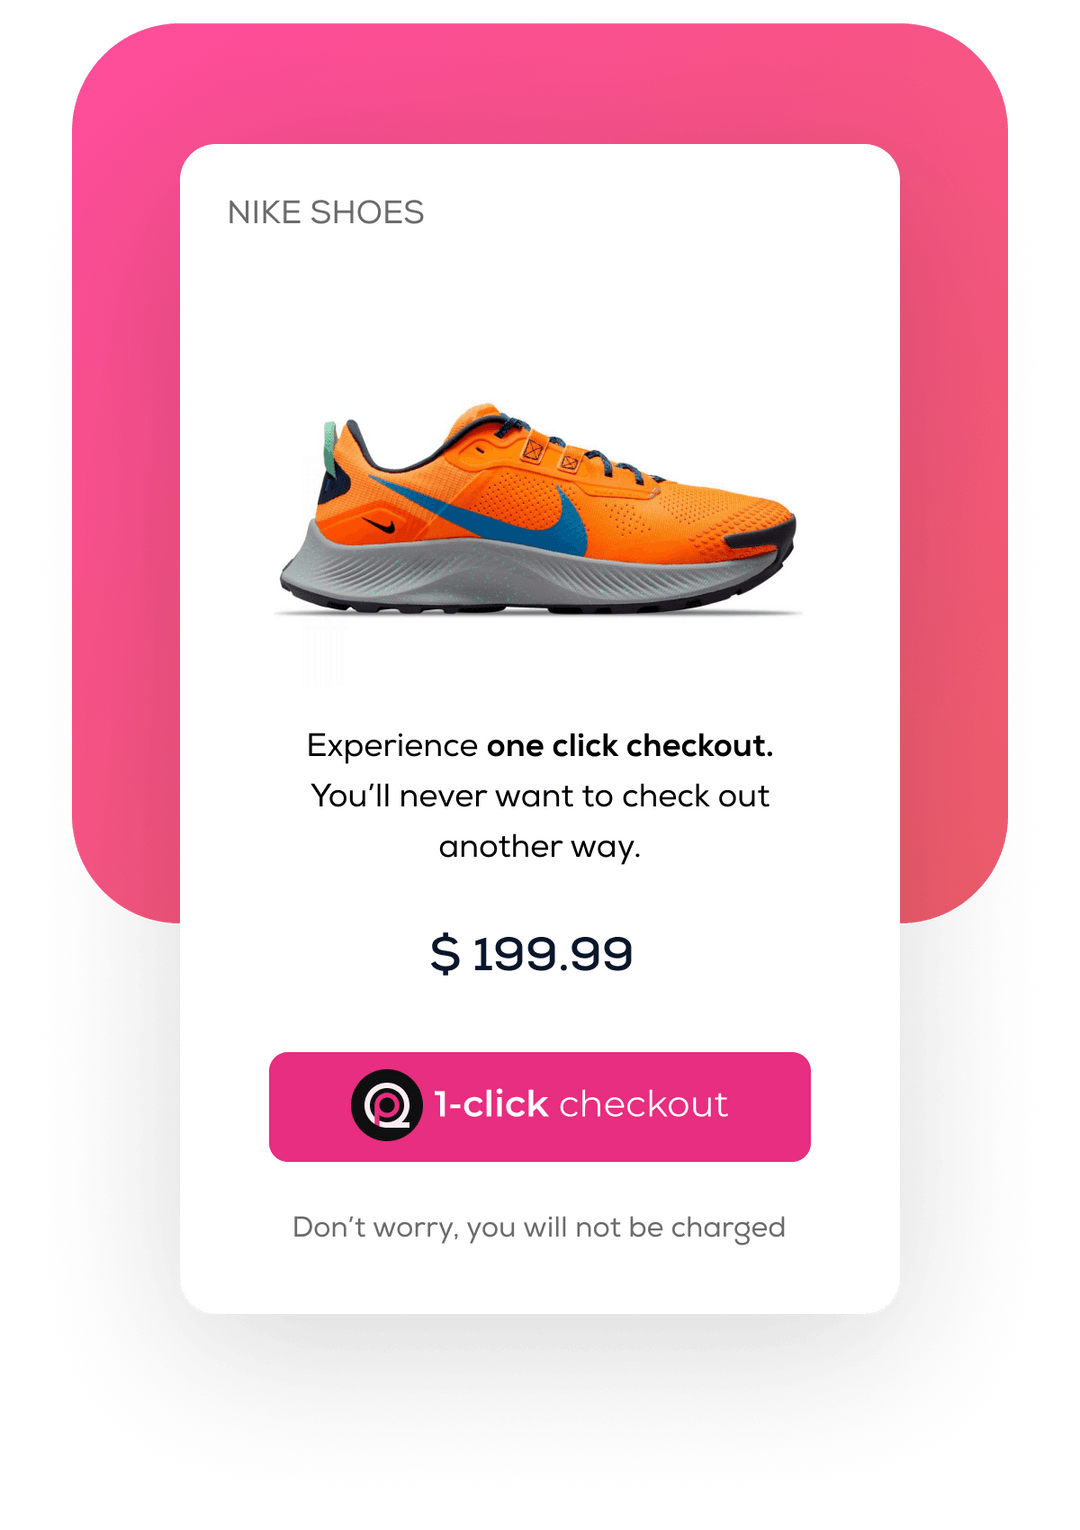 NIKE SHOES
Experience one click checkout.
You’ll never want to check out
another way.
$ 199.99
1-click checkout
Don’t worry, you will not be charged